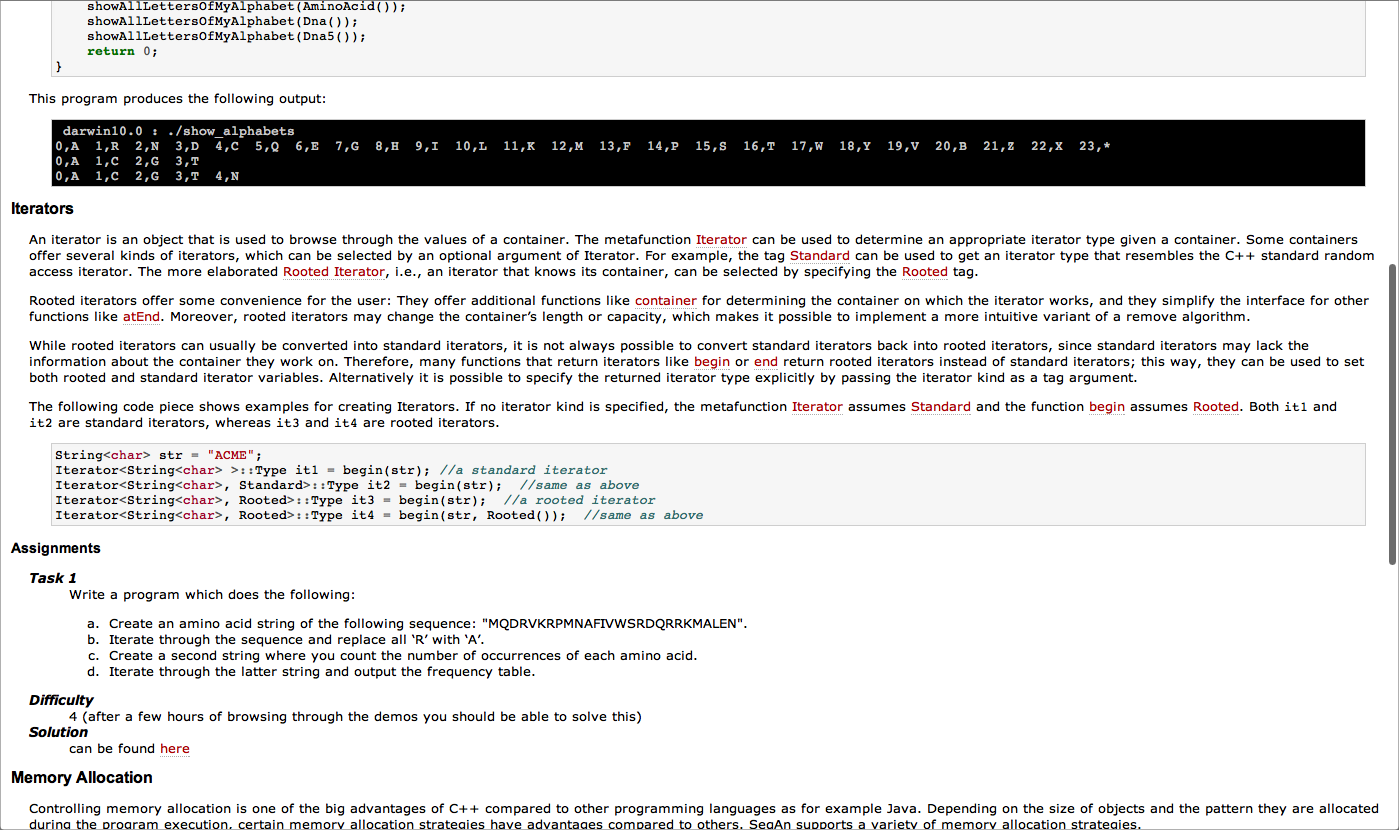 showAllLettersOfMyAlphabet(AminoAcid());
showAllLettersOfMyAlphabet(Dna());
showAllLettersOfMyAlphabet(Dna5());
return 0;
}
This program produces the following output:
darwin10.0 : ./show_alphabets
0,A 1,R 2,N 3,D 4,C 5,Q 6,E 7,G 8,H 9,I 10,L 11,K 12,M 13,F 14,P 15,S 16,T 17,W 18,Y 19,V 20,B 21,Z 22,X 23,*
0,A 1,C 2,G 3,T
0,A 1,C 2,G 3,T 4,N
Iterators
An iterator is an object that is used to browse through the values of a container. The metafunction Iterator can be used to determine an appropriate iterator type given a container. Some containers
offer several kinds of iterators, which can be selected by an optional argument of Iterator. For example, the tag Standard can be used to get an iterator type that resembles the C++ standard random
access iterator. The more elaborated Rooted Iterator, i.e., an iterator that knows its container, can be selected by specifying the Rooted tag.
Rooted iterators offer some convenience for the user: They offer additional functions like container for determining the container on which the iterator works, and they simplify the interface for other
functions like atEnd. Moreover, rooted iterators may change the container’s length or capacity, which makes it possible to implement a more intuitive variant of a remove algorithm.
While rooted iterators can usually be converted into standard iterators, it is not always possible to convert standard iterators back into rooted iterators, since standard iterators may lack the
information about the container they work on. Therefore, many functions that return iterators like begin or end return rooted iterators instead of standard iterators; this way, they can be used to set
both rooted and standard iterator variables. Alternatively it is possible to specify the returned iterator type explicitly by passing the iterator kind as a tag argument.
The following code piece shows examples for creating Iterators. If no iterator kind is specified, the metafunction Iterator assumes Standard and the function begin assumes Rooted. Both it1 and
it2 are standard iterators, whereas it3 and it4 are rooted iterators.
String<char> str = "ACME";
Iterator<String<char> >::Type it1 = begin(str); //a standard iterator
Iterator<String<char>, Standard>::Type it2 = begin(str); //same as above
Iterator<String<char>, Rooted>::Type it3 = begin(str); //a rooted iterator
Iterator<String<char>, Rooted>::Type it4 = begin(str, Rooted()); //same as above
Assignments
Task 1
Write a program which does the following:
a. Create an amino acid string of the following sequence: "MQDRVKRPMNAFIVWSRDQRRKMALEN".
b. Iterate through the sequence and replace all ‘R’ with ‘A’.
c. Create a second string where you count the number of occurrences of each amino acid.
d. Iterate through the latter string and output the frequency table.
Difficulty
4 (after a few hours of browsing through the demos you should be able to solve this)
Solution
can be found here
Memory Allocation
Controlling memory allocation is one of the big advantages of C++ compared to other programming languages as for example Java. Depending on the size of objects and the pattern they are allocated
during the program execution, certain memory allocation strategies have advantages compared to others. SeqAn supports a variety of memory allocation strategies.